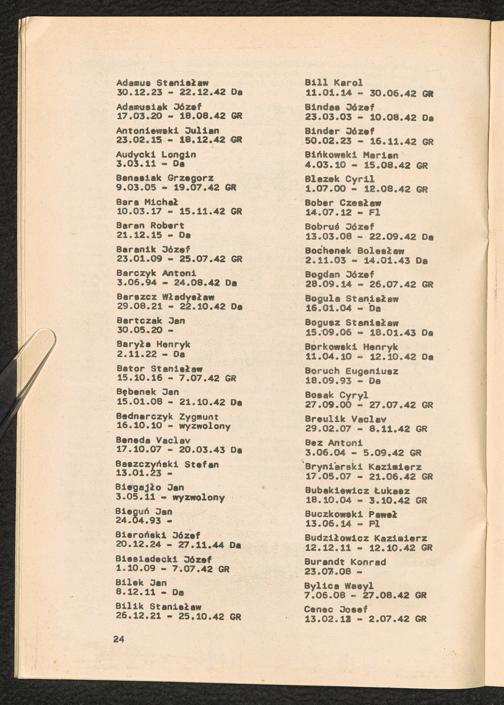 Adamus Stanisław
30.12.23 - 22.12.42 Da
Adamusiak Józef
17.03.20 - 18.08.42 GR
Antoniewski Julian
23.02.15 - 18.12.42 GR
Audycki Longin
3.03.11 - Da
Banasiak Grzegorz
9.03.05 - 19.07.42 GR
Bara Michał
10.03.17 - 15.11.42 GR
Baran Robert
21.12.15 - Da
Baranik Józef
23.01.09 - 25.07.42 GR
Barczyk Antoni
3.06.94 - 24.08.42 Da
Barszcz Władysław
29.08.21 - 22.10.42 Da
Bartczak Jan
30.05.20 -
Baryła Henryk
2.11.22 - Da
Bator Stanisław
15.10.16 - 7.07.42 GR
Bębenek Jan
15.01.08 - 21.10.42 Da
Bednarczyk Zygmunt
16.10.10 - wyzwolony
Beneda Vaclav
17.10.07 - 20.03.43 Da
Baszczyński Stefan
13.01.23 -
Biegajło Jan
3.05.11 - wyzwolony
Bieguń Jan
24.04.93 -
Bieroński Józef
20.12.24 - 27.11.44 Da
Biesiadecki Józef
1.10.09 - 7.07.42 GR
Bilek Jan
8.12.11 - Da
Bilik Stanisław
26.12.21 - 25.10.42 GR
24
Bill Karol
11.01.14 - 30.06.42 GR
Bindas Józef
23.03.03 - 10.08.42 Da
Binder Józef
50.02.23 - 16.11.42 GR
Bińkowski Marian
4.03.10 - 15.08.42 GR
Blazek Cyril
1.07.00 - 12.08.42 GR
Bober Czesław
14.07.12 - Fl
Bobruś Józef
13.03.08 - 22.09.42 Da
Bochenek Bolesław
2.11.03 - 14.01.43 Da
Bogdan Józef
28.09.14 - 26.07.42 GR
Bogula Stanisław
16.01.04 - Da
Bogusz Stanisław
15.09.06 - 18.01.43 Da
Borkowski Henryk
11.04.10 - 12.10.42 Da
Boruch Eugeniusz
18.09.93 - Da
Bosak Cyryl
27.09.00 - 27.07.42 GR
Breulik Vaclav
29.02.07 - 8.11.42 GR
Bez Antoni
3.06.04 - 5.09.42 GR
Bryniarski Kazimierz
17.05.07 - 21.06.42 GR
Bubakiewicz Łukasz
18.10.04 - 3.10.42 GR
Buczkowski Paweł
13.06.14 - Fl
Budziłowicz Kazimierz
12.12.11 - 12.10.42 GR
Burandt Konrad
23.07.08 -
Bylica Wasyl
7.06.08 - 27.08.42 GR
Cenec Josef
13.02.12 - 2.07.42 GR